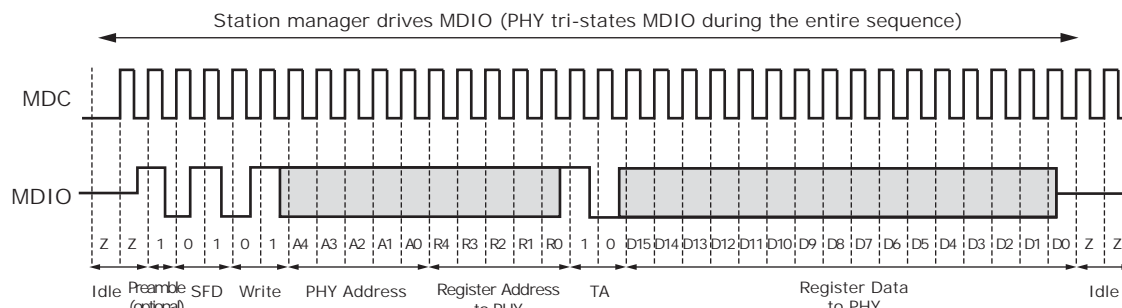 Station manager drives MDIO (PHY tri-states MDIO during the entire sequence)
MDC
MDIO
Z Z 1 0 1 0 1 A4 A3 A2 A1 A0 R4 R3 R2 R1 R0 1 0 D15 D14 D13 D12 D11 D10 D9 D8 D7 D6 D5 D4 D3 D2 D1 D0 Z Z
Idle Preamble SFD Write PHY Address Register Address TA Register Data Idle
(optional) to PHY to PHY